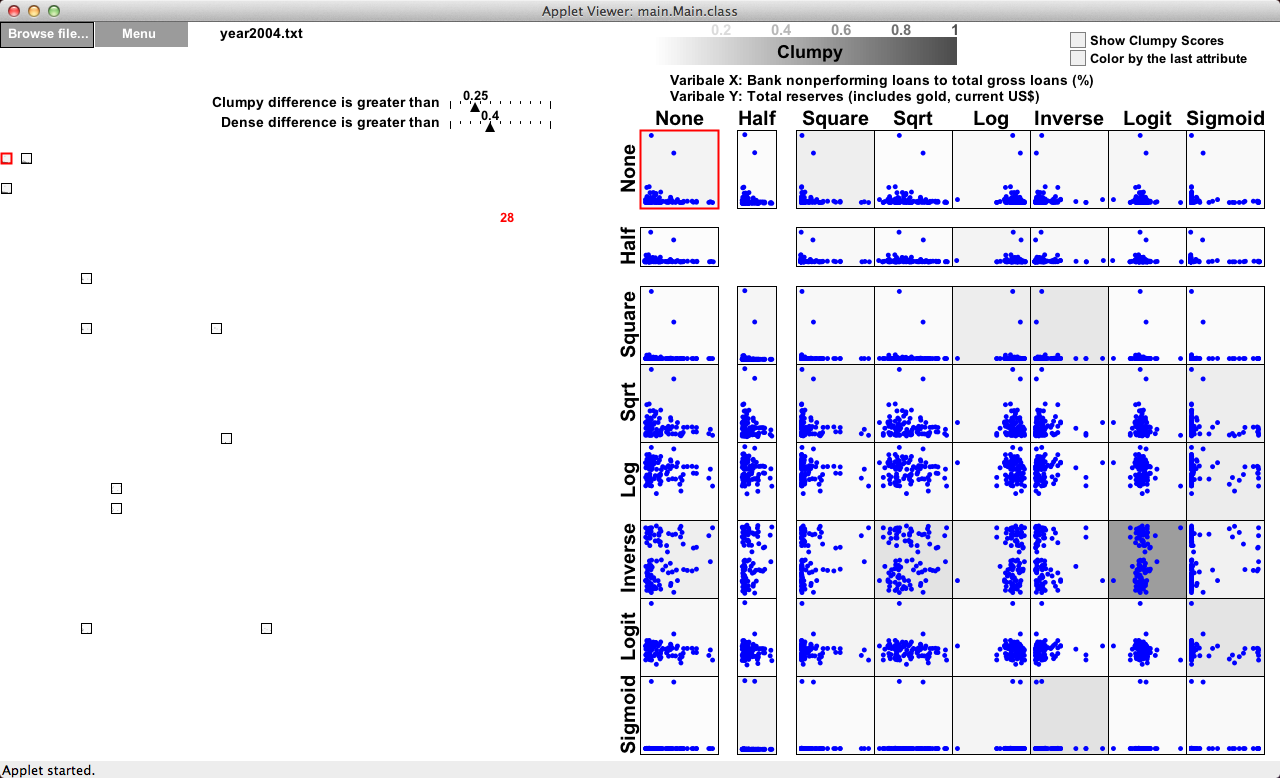 Applet Viewer: main.Main.class
Browse file... Menu year2004.txt
0.2 0.4 0.6 0.8 1
Clumpy
Show Clumpy Scores
Color by the last attribute
Varibale X: Bank nonperforming loans to total gross loans (%)
Varibale Y: Total reserves (includes gold, current US$)
0.25
Clumpy difference is greater than
0.4
Dense difference is greater than
None Half Square Sqrt Log Inverse Logit Sigmoid
None
28
Half
Square
Sqrt
Log
Inverse
Logit
Sigmoid
Applet started.